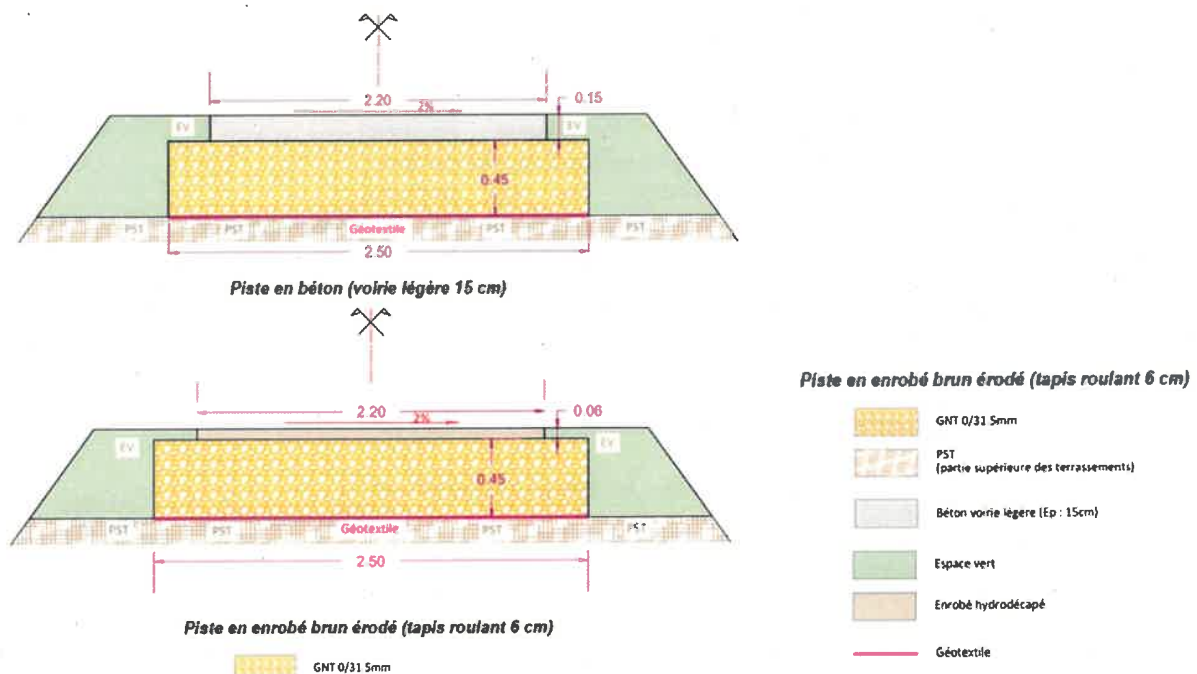 2.20
2%
0.15
EV
EV
0.45
PST
PST
Géotextile
PST
PST
2.50
Piste en béton (voirie légère 15 cm)
2.20
2%
0.06
EV
EV
0.45
PST
PST
Géotextile
PST
PST
2.50
Piste en enrobé brun érodé (tapis roulant 6 cm)
GNT 0/31 5mm
Piste en enrobé brun érodé (tapis roulant 6 cm)
GNT 0/31 5mm
PST
(partie supérieure des terrassements)
Béton voirie légere (Ep : 15cm)
Espace vert
Enrobé hydrodécapé
Géotextile